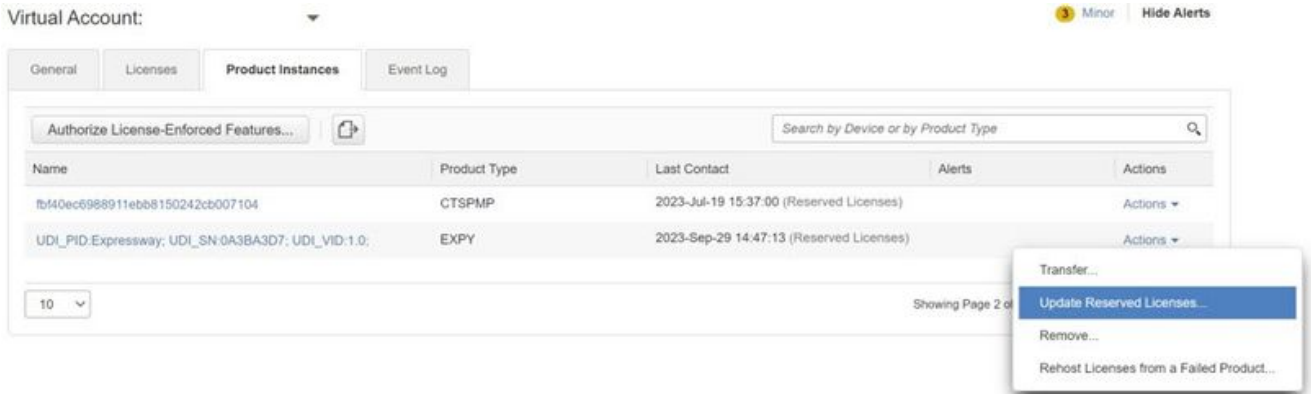 Virtual Account:
3 Minor Hide Alerts
General Licenses Product Instances Event Log
Authorize License-Enforced Features... Search by Device or by Product Type
Name Product Type Last Contact Alerts Actions
fbf40ec6988911ebb8150242cb007104 CTSPMP 2023-Jul-19 15:37:00 (Reserved Licenses) Actions
UDI_PID:Expressway; UDI_SN:0A3BA3D7; UDI_VID:1.0; EXPY 2023-Sep-29 14:47:13 (Reserved Licenses) Actions
Transfer...
10 Showing Page 2 of Update Reserved Licenses...
Remove...
Rehost Licenses from a Failed Product...